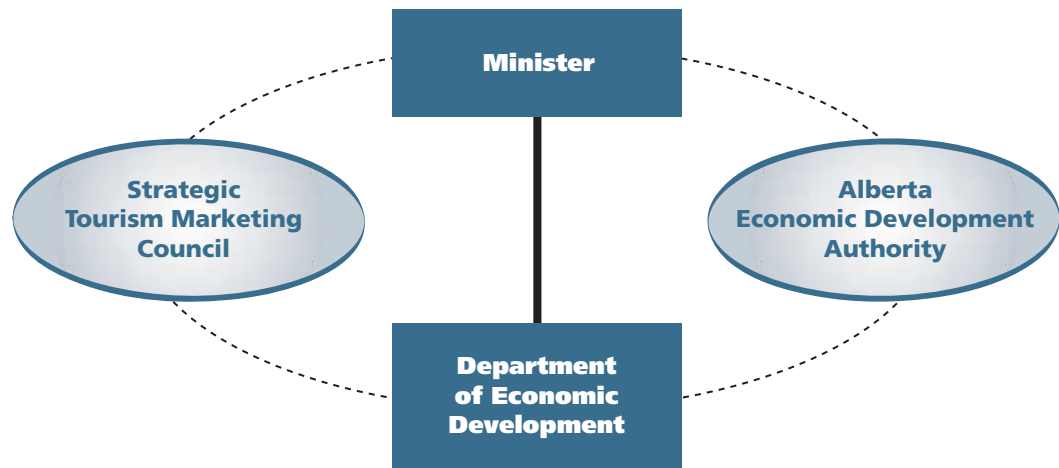 Minister
Strategic
Tourism Marketing
Council
Alberta
Economic Development
Authority
Department
of Economic
Development